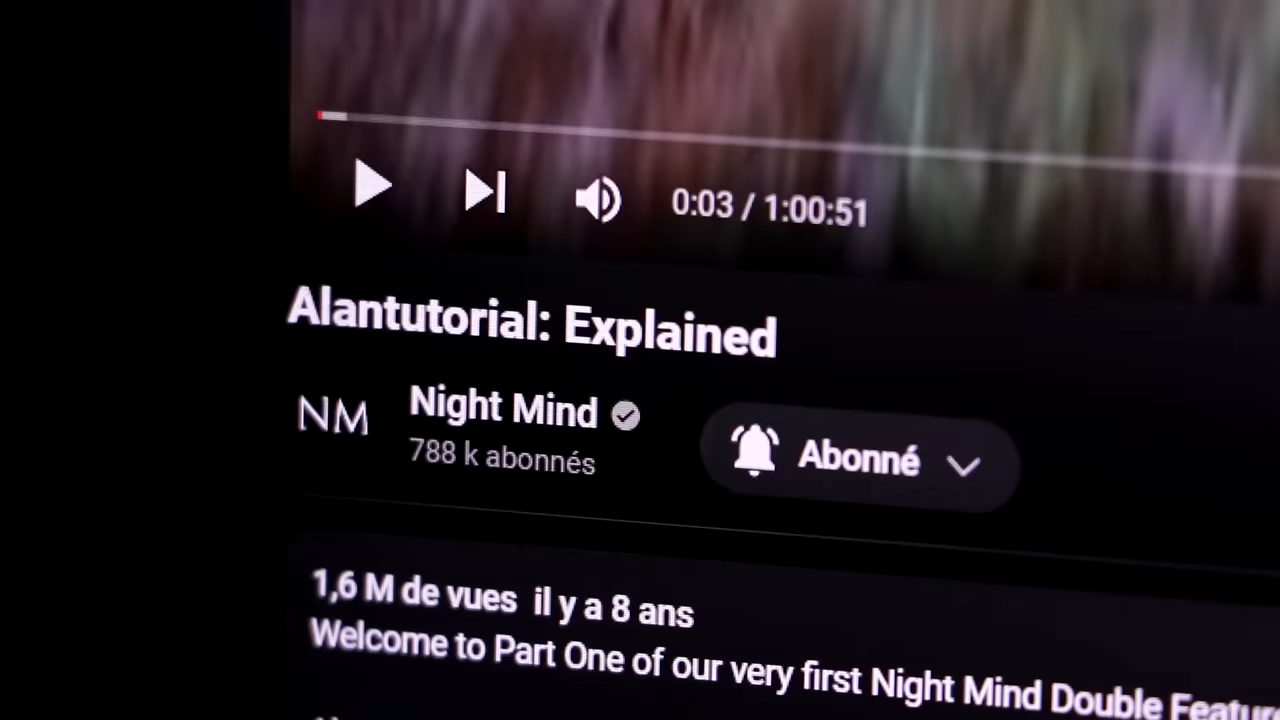 0:03 / 1:00:51
Alantutorial: Explained
NM
Night Mind
788 k abonnés
Abonné
1,6 M de vues il y a 8 ans
Welcome to Part One of our very first Night Mind Double Feature